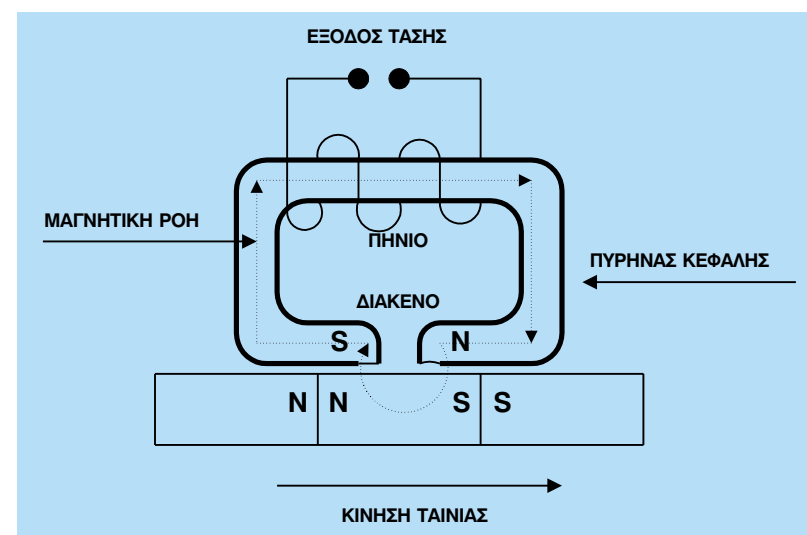 ΕΞΟΔΟΣ ΤΑΣΗΣ
ΜΑΓΝΗΤΙΚΗ ΡΟΗ
ΠΗΝΙΟ
ΠΥΡΗΝΑΣ ΚΕΦΑΛΗΣ
ΔΙΑΚΕΝΟ
S N
N N S S
ΚΙΝΗΣΗ ΤΑΙΝΙΑΣ